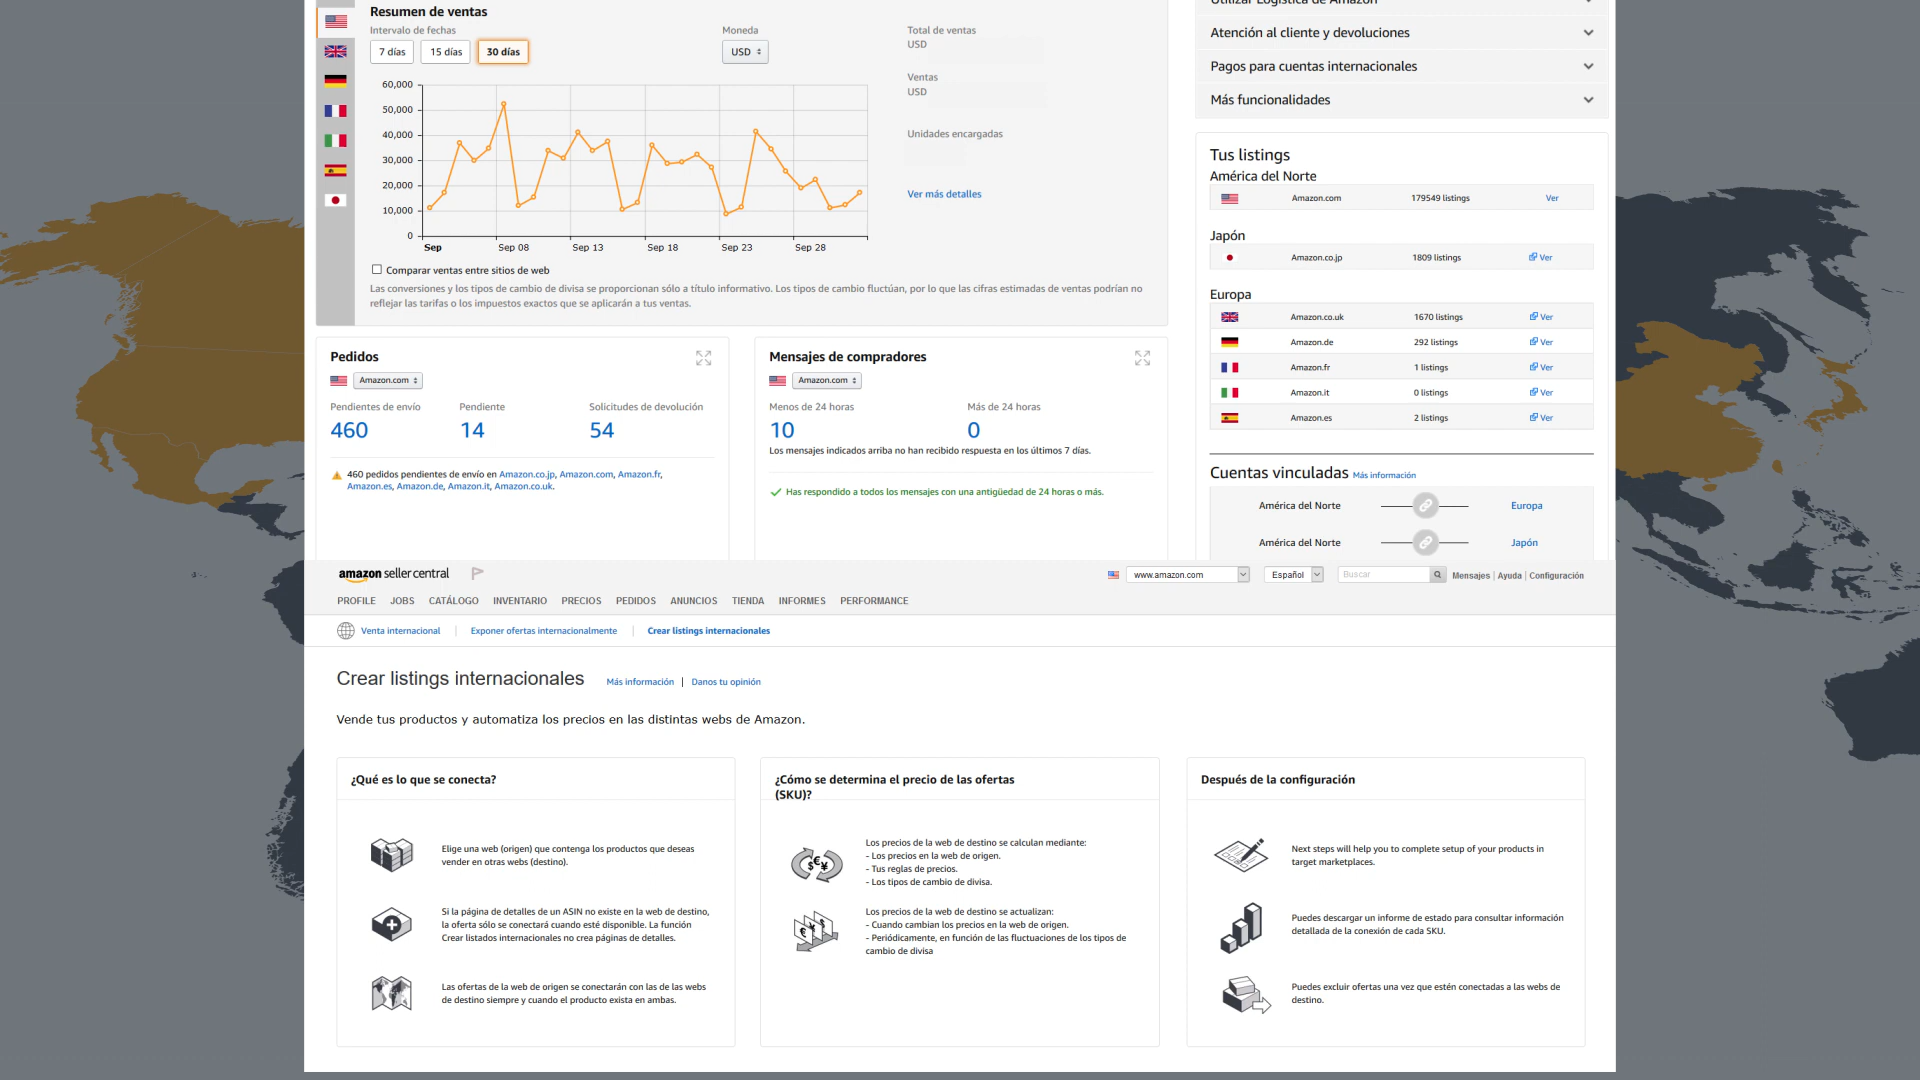 Resumen de ventas
Intervalo de fechas
7 días
15 días
30 días
Moneda
USD
Total de ventas
USD
Ventas
USD
Unidades encargadas
Ver más detalles
60,000
50,000
40,000
30,000
20,000
10,000
0
Sep
Sep 08
Sep 13
Sep 18
Sep 23
Sep 28
Comparar ventas entre sitios de web
Las conversiones y los tipos de cambio de divisa se proporcionan sólo a título informativo. Los tipos de cambio fluctúan, por lo que las cifras estimadas de ventas podrían no
reflejar las tarifas o los impuestos exactos que se aplicarán a tus ventas.
Pedidos
Amazon.com
Pendientes de envío
Pendiente
Solicitudes de devolución
460
14
54
460 pedidos pendientes de envío en Amazon.co.jp, Amazon.com, Amazon.fr,
Amazon.es, Amazon.de, Amazon.it, Amazon.co.uk.
Mensajes de compradores
Amazon.com
Menos de 24 horas
Más de 24 horas
10
0
Los mensajes indicados arriba no han recibido respuesta en los últimos 7 días.
Has respondido a todos los mensajes con una antigüedad de 24 horas o más.
Utilizar Logística de Amazon
Atención al cliente y devoluciones
Pagos para cuentas internacionales
Más funcionalidades
Tus listings
América del Norte
Amazon.com 179549 listings Ver
Japón
Amazon.co.jp 1809 listings Ver
Europa
Amazon.co.uk 1670 listings Ver
Amazon.de 292 listings Ver
Amazon.fr 1 listings Ver
Amazon.it 0 listings Ver
Amazon.es 2 listings Ver
Cuentas vinculadas Más información
América del Norte Europa
América del Norte Japón
amazon seller central
www.amazon.com
Español
Buscar
Mensajes | Ayuda | Configuración
PROFILE JOBS CATÁLOGO INVENTARIO PRECIOS PEDIDOS ANUNCIOS TIENDA INFORMES PERFORMANCE
Venta internacional | Exponer ofertas internacionalmente | Crear listings internacionales
Crear listings internacionales Más información | Danos tu opinión
Vende tus productos y automatiza los precios en las distintas webs de Amazon.
¿Qué es lo que se conecta?
Elige una web (origen) que contenga los productos que deseas
vender en otras webs (destino).
Si la página de detalles de un ASIN no existe en la web de destino,
la oferta sólo se conectará cuando esté disponible. La función
Crear listados internacionales no crea páginas de detalles.
Las ofertas de la web de origen se conectarán con las de las webs
de destino siempre y cuando el producto exista en ambas.
¿Cómo se determina el precio de las ofertas
(SKU)?
Los precios de la web de destino se calculan mediante:
- Los precios en la web de origen.
- Tus reglas de precios.
- Los tipos de cambio de divisa.
Los precios de la web de destino se actualizan:
- Cuando cambian los precios en la web de origen.
- Periódicamente, en función de las fluctuaciones de los tipos de
cambio de divisa
Después de la configuración
Next steps will help you to complete setup of your products in
target marketplaces.
Puedes descargar un informe de estado para consultar información
detallada de la conexión de cada SKU.
Puedes excluir ofertas una vez que estén conectadas a las webs de
destino.